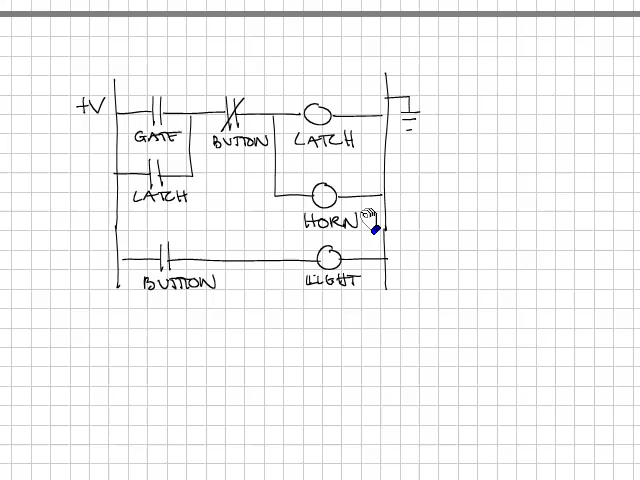 +V
GATE
BUTTON
LATCH
LATCH
HORN
BUTTON
LIGHT